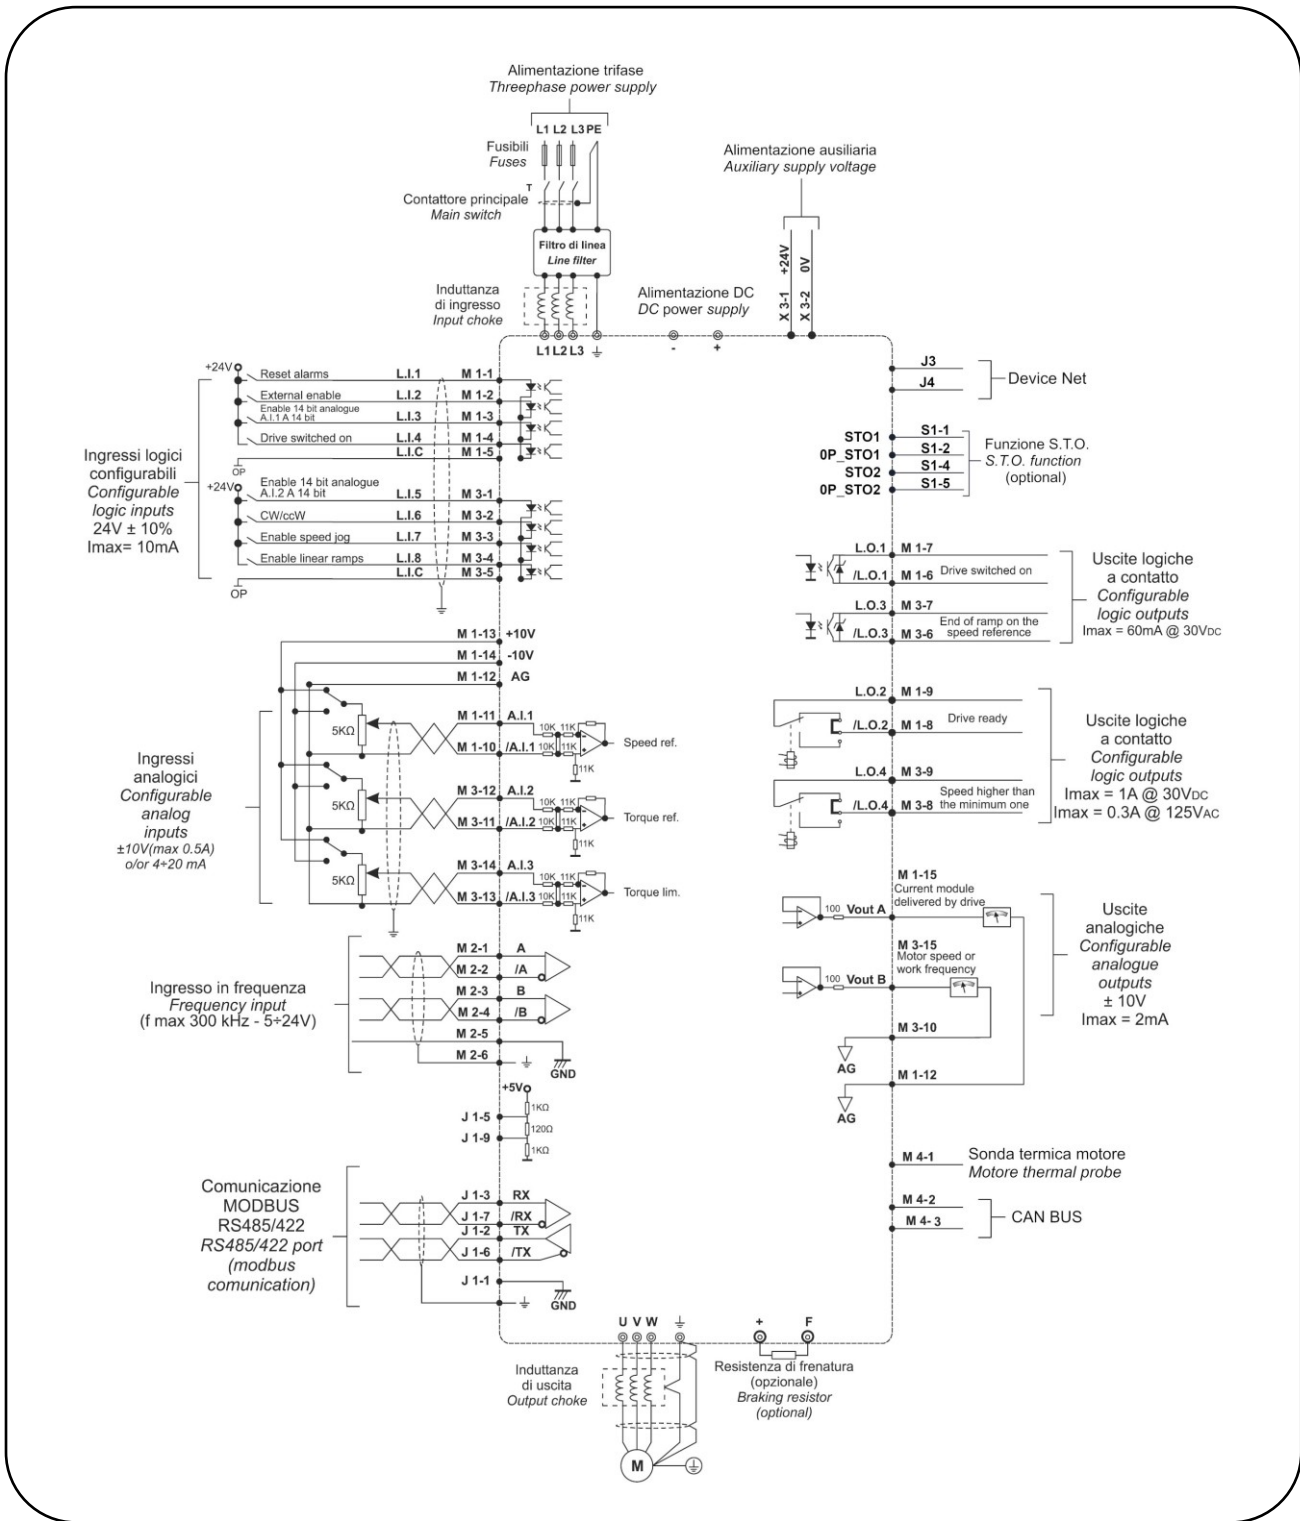 Alimentazione trifase
Threephase power supply
L1 L2 L3 PE
Fusibili
Fuses
T
Contattore principale
Main switch
Filtro di linea
Line filter
Induttanza
di ingresso
Input choke
L1 L2 L3
Alimentazione DC
DC power supply
- +
Alimentazione ausiliaria
Auxiliary supply voltage
X 3-1 +24V
X 3-2 0V
Ingressi logici
configurabili
Configurable
logic inputs
24V ± 10%
Imax= 10mA
+24V
Reset alarms L.I.1 M 1-1
External enable L.I.2 M 1-2
Enable 14 bit analogue
A.I.1 A 14 bit L.I.3 M 1-3
Drive switched on L.I.4 M 1-4
L.I.C M 1-5
OP
+24V
Enable 14 bit analogue
A.I.2 A 14 bit L.I.5 M 3-1
CW/ccW L.I.6 M 3-2
Enable speed jog L.I.7 M 3-3
Enable linear ramps L.I.8 M 3-4
L.I.C M 3-5
OP
J3
J4
Device Net
STO1 S1-1
0P_STO1 S1-2
STO2 S1-4
0P_STO2 S1-5
Funzione S.T.O.
S.T.O. function
(optional)
L.O.1 M 1-7
/L.O.1 M 1-6 Drive switched on
L.O.3 M 3-7
/L.O.3 M 3-6 End of ramp on the
speed reference
Uscite logiche
a contatto
Configurable
logic outputs
Imax = 60mA @ 30VDC
M 1-13 +10V
M 1-14 -10V
M 1-12 AG
Ingressi
analogici
Configurable
analog
inputs
±10V(max 0.5A)
o/or 4÷20 mA
5KΩ M 1-11 A.I.1 10K 11K
M 1-10 /A.I.1 10K 11K Speed ref.
11K
5KΩ M 3-12 A.I.2 10K 11K
M 3-11 /A.I.2 10K 11K Torque ref.
11K
5KΩ M 3-14 A.I.3 10K 11K
M 3-13 /A.I.3 10K 11K Torque lim.
11K
L.O.2 M 1-9
/L.O.2 M 1-8 Drive ready
L.O.4 M 3-9
/L.O.4 M 3-8 Speed higher than
the minimum one
Uscite logiche
a contatto
Configurable
logic outputs
Imax = 1A @ 30VDC
Imax = 0.3A @ 125VAC
M 1-15
Current module
delivered by drive
100 Vout A
M 3-15
Motor speed or
work frequency
100 Vout B
M 3-10
AG
M 1-12
AG
Uscite
analogiche
Configurable
analogue
outputs
± 10V
Imax = 2mA
Ingresso in frequenza
Frequency input
(f max 300 kHz - 5÷24V)
M 2-1 A
M 2-2 /A
M 2-3 B
M 2-4 /B
M 2-5
M 2-6
GND
+5V
1KΩ
J 1-5
120Ω
J 1-9
1KΩ
M 4-1 Sonda termica motore
Motore thermal probe
M 4-2
M 4-3
CAN BUS
Comunicazione
MODBUS
RS485/422
RS485/422 port
(modbus
comunication)
J 1-3 RX
J 1-7 /RX
J 1-2 TX
J 1-6 /TX
J 1-1
GND
U V W
+ F
Induttanza
di uscita
Output choke
Resistenza di frenatura
(opzionale)
Braking resistor
(optional)
M